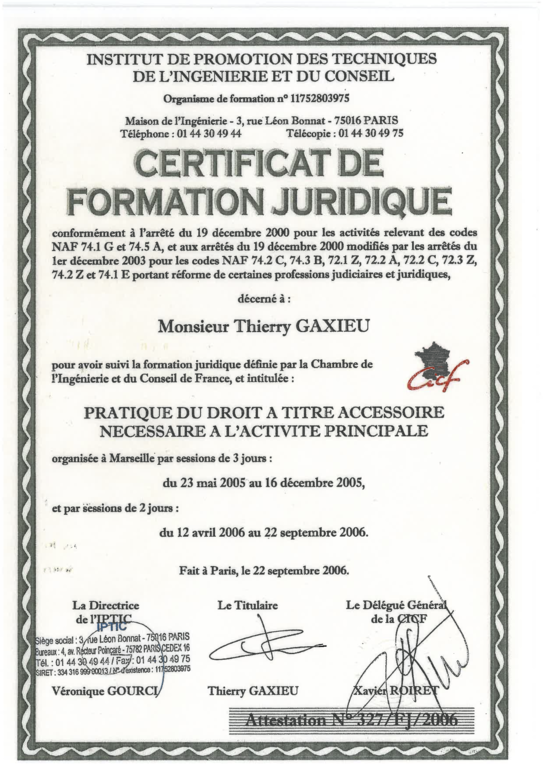 INSTITUT DE PROMOTION DES TECHNIQUES
DE L'INGENIERIE ET DU CONSEIL
Organisme de formation n° 11752803975
Maison de l'Ingénierie - 3, rue Léon Bonnat - 75016 PARIS
Téléphone : 01 44 30 49 44 Télécopie : 01 44 30 49 75
CERTIFICAT DE
FORMATION JURIDIQUE
conformément à l'arrêté du 19 décembre 2000 pour les activités relevant des codes
NAF 74.1 G et 74.5 A, et aux arrêtés du 19 décembre 2000 modifiés par les arrêtés du
1er décembre 2003 pour les codes NAF 74.2 C, 74.3 B, 72.1 Z, 72.2 A, 72.2 C, 72.3 Z,
74.2 Z et 74.1 E portant réforme de certaines professions judiciaires et juridiques,
décerné à :
Monsieur Thierry GAXIEU
pour avoir suivi la formation juridique définie par la Chambre de
l'Ingénierie et du Conseil de France, et intitulée :
Cicf
PRATIQUE DU DROIT A TITRE ACCESSOIRE
NECESSAIRE A L'ACTIVITE PRINCIPALE
organisée à Marseille par sessions de 3 jours :
du 23 mai 2005 au 16 décembre 2005,
et par sessions de 2 jours :
du 12 avril 2006 au 22 septembre 2006.
Fait à Paris, le 22 septembre 2006.
La Directrice Le Titulaire Le Délégué Général
de l'IPTIC de la CICF
IPTIC
Siège social : 3, rue Léon Bonnat - 75016 PARIS
Bureaux : 4, av. Recteur Poincaré - 75782 PARIS CEDEX 16
Tél. : 01 44 30 49 44 / Fax : 01 44 30 49 75
SIRET : 334 316 999 00013 / N° d'existence : 11752803975
Véronique GOURCI Thierry GAXIEU Xavier ROIRET
Attestation N° 327/FJ/2006